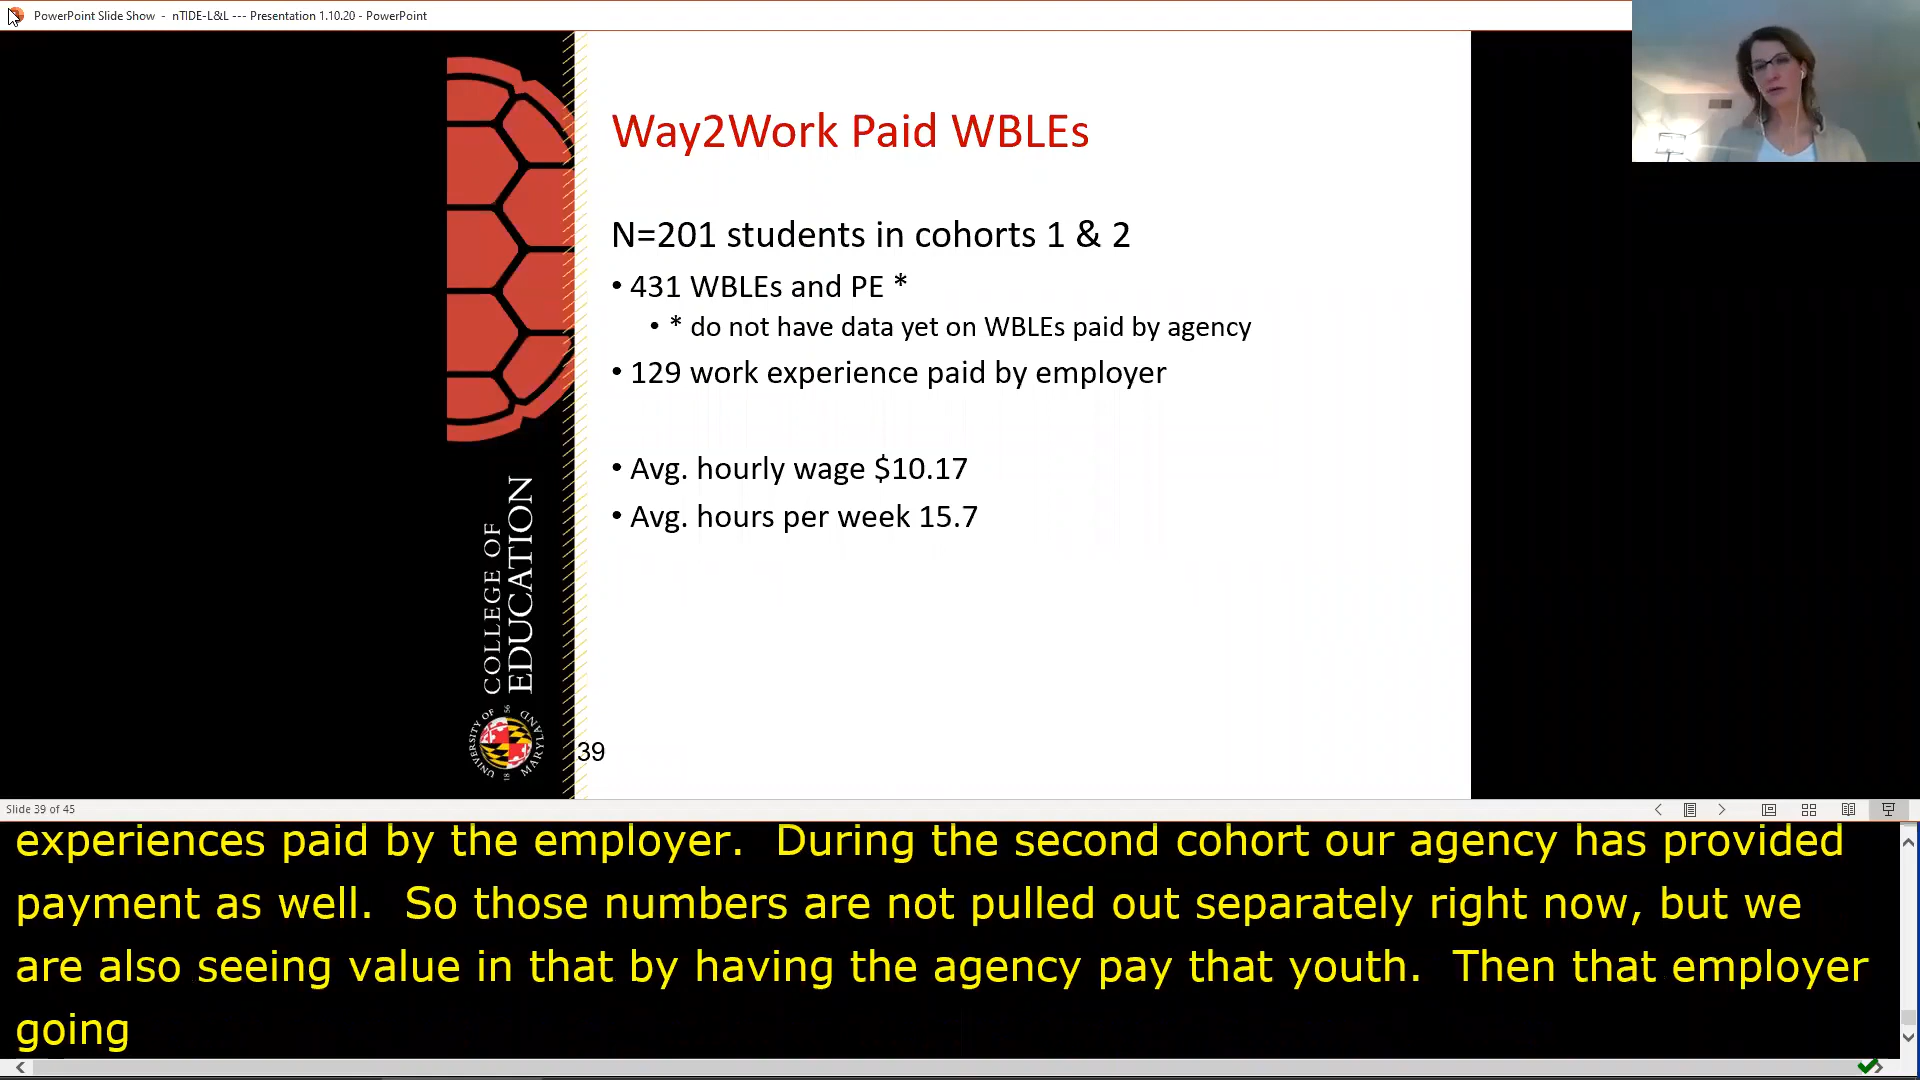 PowerPoint Slide Show - nTIDE-L&L --- Presentation 1.10.20 - PowerPoint
Way2Work Paid WBLEs
N=201 students in cohorts 1 & 2
• 431 WBLEs and PE *
• * do not have data yet on WBLEs paid by agency
• 129 work experience paid by employer
• Avg. hourly wage $10.17
• Avg. hours per week 15.7
COLLEGE OF
EDUCATION
UNIVERSITY OF
MARYLAND
18 56
39
Slide 39 of 45
experiences paid by the employer.  During the second cohort our agency has provided
payment as well.  So those numbers are not pulled out separately right now, but we
are also seeing value in that by having the agency pay that youth.  Then that employer
going